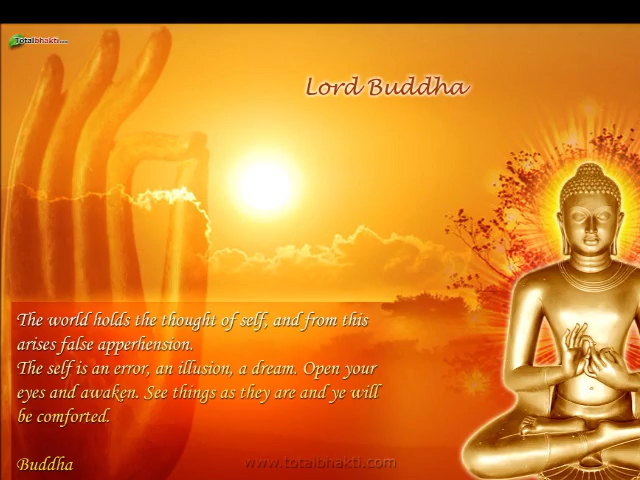 Totalbhakti.com
Lord Buddha
The world holds the thought of self, and from this
arises false apperhension.
The self is an error, an illusion, a dream. Open your
eyes and awaken. See things as they are and ye will
be comforted.
Buddha
www.totalbhakti.com